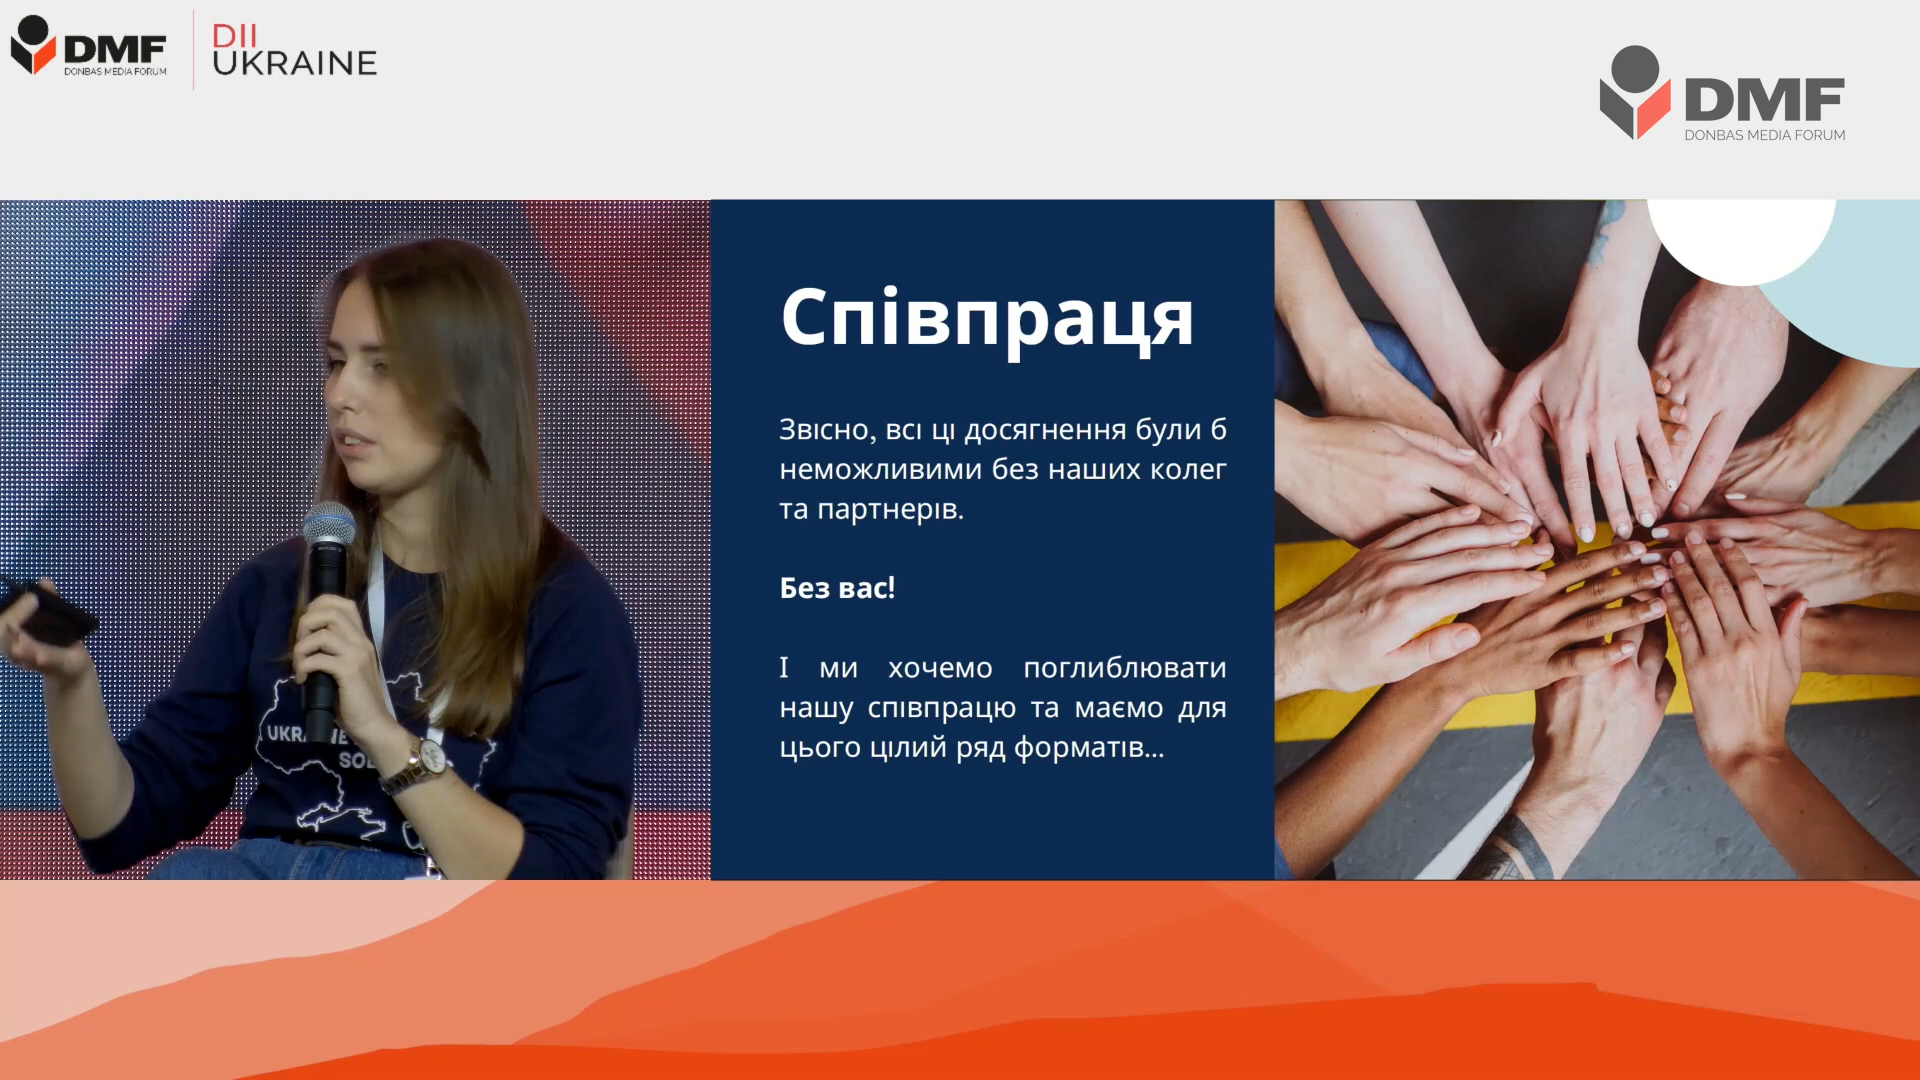 DMF
DONBAS MEDIA FORUM
DII
UKRAINE
DMF
DONBAS MEDIA FORUM
Співпраця
Звісно, всі ці досягнення були б
неможливими без наших колег
та партнерів.
Без вас!
І ми хочемо поглиблювати
нашу співпрацю та маємо для
цього цілий ряд форматів...